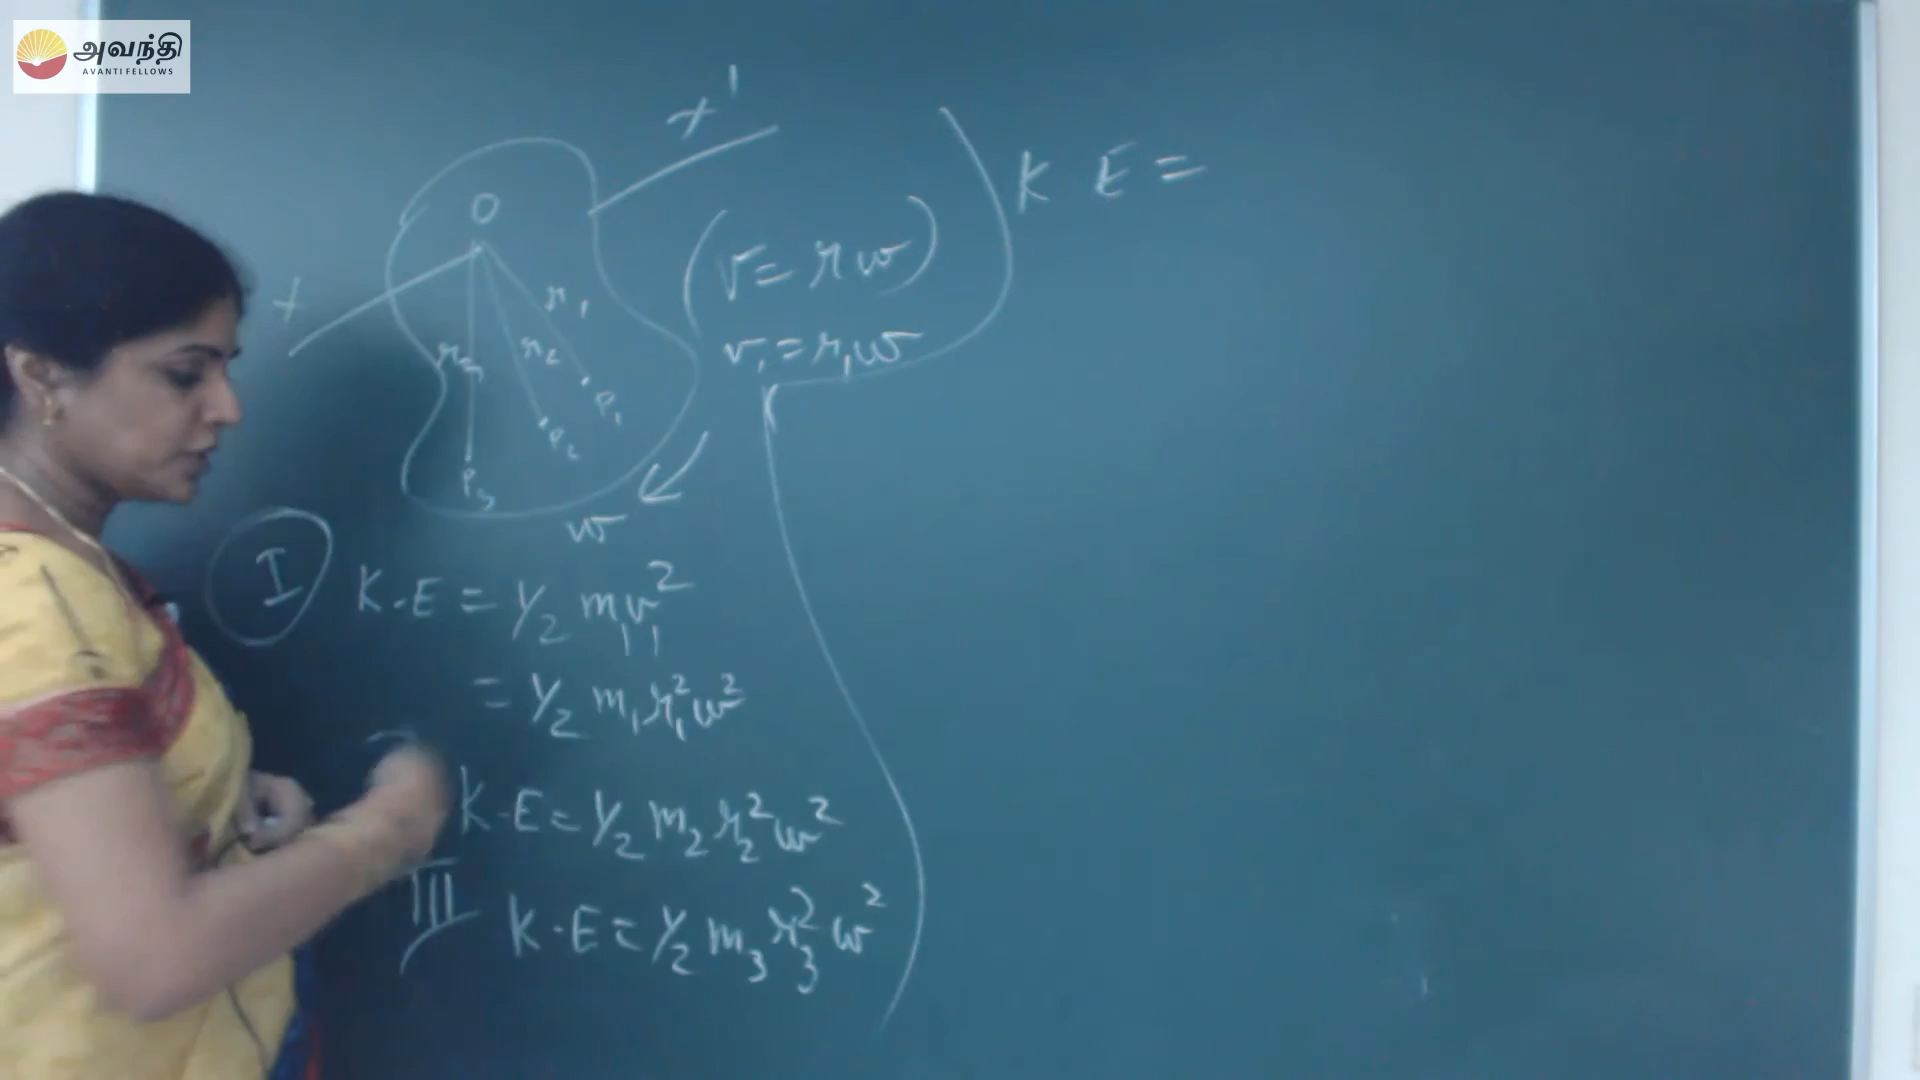 அவந்தி
AVANTI FELLOWS
x'
O
x
r₁
r₂
r₃
P₁
P₂
P₃
(v = rω)
v₁ = r₁ω
ω
I K.E = 1/2 m₁v₁²
= 1/2 m₁r₁²ω²
K.E = 1/2 m₂r₂²ω²
III K.E = 1/2 m₃r₃²ω²
K E =